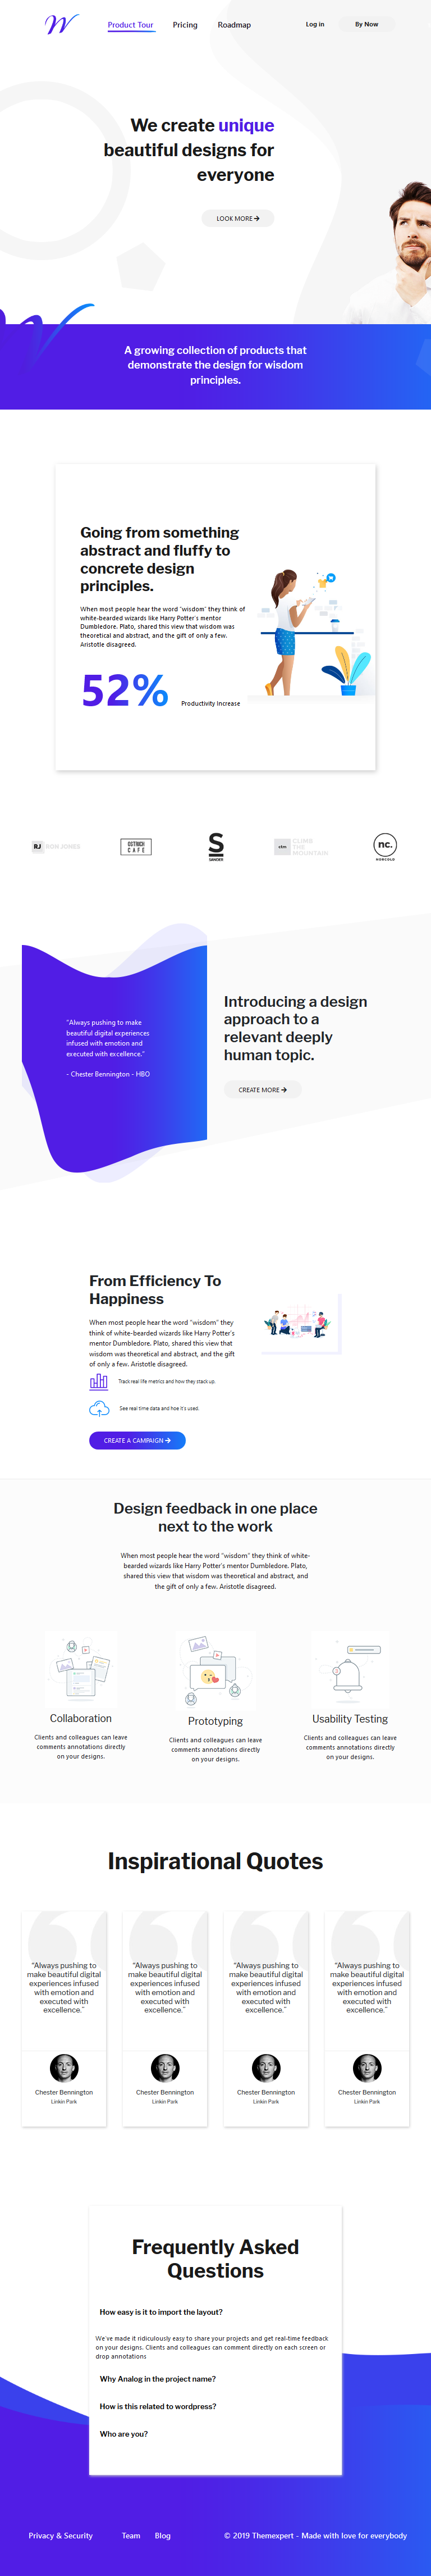 W
Product Tour
Pricing
Roadmap
Log in
By Now
We create unique
beautiful designs for
everyone
LOOK MORE
A growing collection of products that
demonstrate the design for wisdom
principles.
Going from something
abstract and fluffy to
concrete design
principles.
When most people hear the word "wisdom" they think of
white-bearded wizards like Harry Potter's mentor
Dumbledore. Plato, shared this view that wisdom was
theoretical and abstract, and the gift of only a few.
Aristotle disagreed.
52%
Productivity Increase
RJ RON JONES
OSTRICH
CAFE
S
SANDER
ctm
CLIMB
THE
MOUNTAIN
nc.
NORCOLD
"Always pushing to make
beautiful digital experiences
infused with emotion and
executed with excellence."
- Chester Bennington - HBO
Introducing a design
approach to a
relevant deeply
human topic.
CREATE MORE
From Efficiency To
Happiness
When most people hear the word "wisdom" they
think of white-bearded wizards like Harry Potter's
mentor Dumbledore. Plato, shared this view that
wisdom was theoretical and abstract, and the gift
of only a few. Aristotle disagreed.
Track real life metrics and how they stack up.
See real time data and hoe it's used.
CREATE A CAMPAIGN
Design feedback in one place
next to the work
When most people hear the word "wisdom" they think of white-
bearded wizards like Harry Potter's mentor Dumbledore. Plato,
shared this view that wisdom was theoretical and abstract, and
the gift of only a few. Aristotle disagreed.
Collaboration
Clients and colleagues can leave
comments annotations directly
on your designs.
Prototyping
Clients and colleagues can leave
comments annotations directly
on your designs.
Usability Testing
Clients and colleagues can leave
comments annotations directly
on your designs.
Inspirational Quotes
"Always pushing to
make beautiful digital
experiences infused
with emotion and
executed with
excellence."
Chester Bennington
Linkin Park
"Always pushing to
make beautiful digital
experiences infused
with emotion and
executed with
excellence."
Chester Bennington
Linkin Park
"Always pushing to
make beautiful digital
experiences infused
with emotion and
executed with
excellence."
Chester Bennington
Linkin Park
"Always pushing to
make beautiful digital
experiences infused
with emotion and
executed with
excellence."
Chester Bennington
Linkin Park
Frequently Asked
Questions
How easy is it to import the layout?
We've made it ridiculously easy to share your projects and get real-time feedback
on your designs. Clients and colleagues can comment directly on each screen or
drop annotations
Why Analog in the project name?
How is this related to wordpress?
Who are you?
Privacy & Security
Team
Blog
© 2019 Themexpert - Made with love for everybody